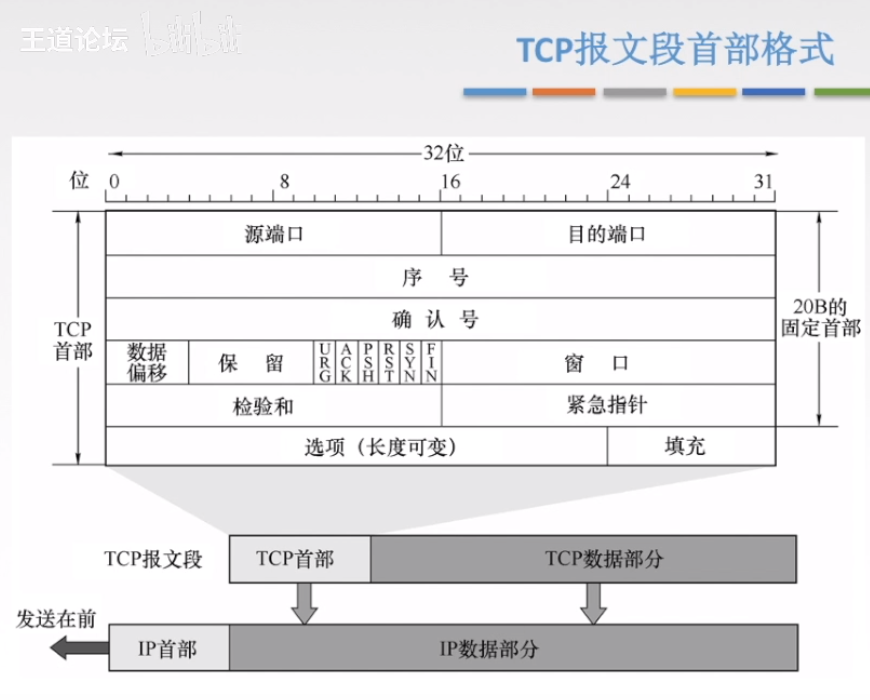 王道论坛 bilibili
TCP报文段首部格式
32位
位 0 8 16 24 31
源端口 目的端口
序 号
确 认 号
TCP
首部
20B的
固定首部
数据
偏移
保 留
URG ACK PSH RST SYN FIN
窗 口
检验和 紧急指针
选项（长度可变） 填充
TCP报文段 TCP首部 TCP数据部分
发送在前
IP首部 IP数据部分